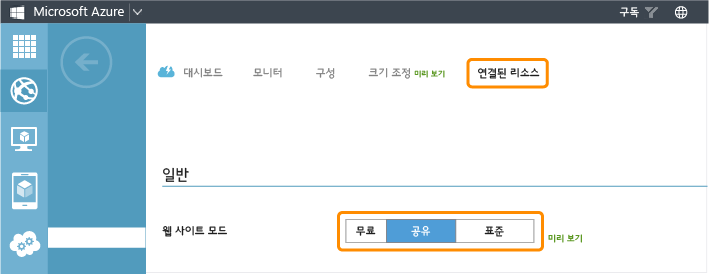 Microsoft Azure 구독
대시보드 모니터 구성 크기 조정 미리 보기 연결된 리소스
일반
웹 사이트 모드 무료 공유 표준 미리 보기